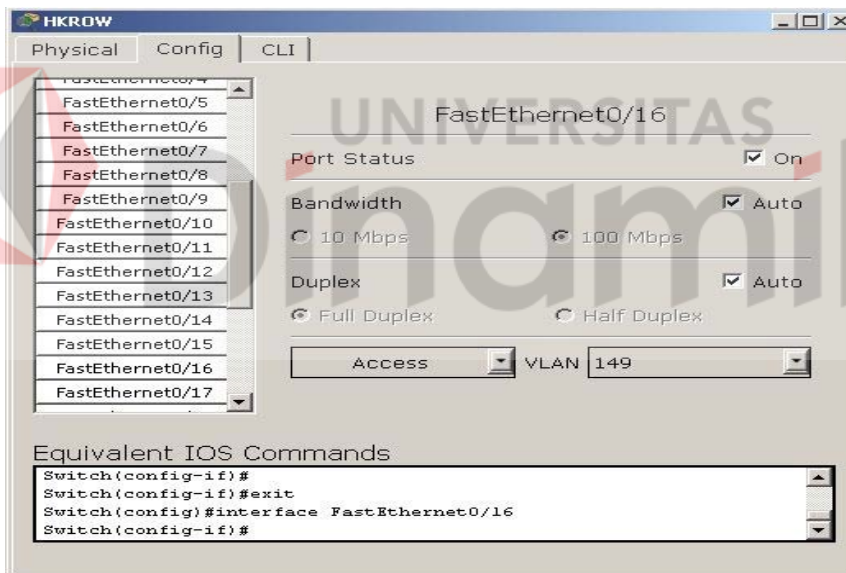 HKROW
Physical Config CLI
FastEthernet0/4
FastEthernet0/5
FastEthernet0/6
FastEthernet0/7
FastEthernet0/8
FastEthernet0/9
FastEthernet0/10
FastEthernet0/11
FastEthernet0/12
FastEthernet0/13
FastEthernet0/14
FastEthernet0/15
FastEthernet0/16
FastEthernet0/17
FastEthernet0/16
Port Status On
Bandwidth Auto
10 Mbps 100 Mbps
Duplex Auto
Full Duplex Half Duplex
Access VLAN 149
Equivalent IOS Commands
Switch(config-if)#
Switch(config-if)#exit
Switch(config)#interface FastEthernet0/16
Switch(config-if)#
UNIVERSITAS